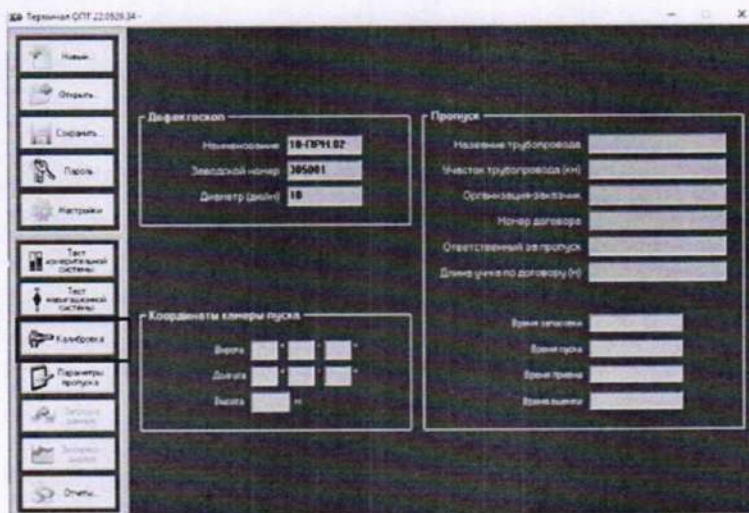 Терминал ОПТ 22.0529.34 -
Новый...
Открыть...
Сохранить...
Пароль
Настройки
Тест
измерительной
системы
Тест
навигационной
системы
Калибровка
Параметры
пропуска
Отчеты...
Дефектоскоп
Наименование 10-ПРН.02
Заводской номер 305001
Диаметр (дюйм) 10
Координаты камеры пуска
Широта ° ' "
Долгота ° ' "
Высота м
Пропуск
Название трубопровода
Участок трубопровода (км)
Организация-заказчик
Номер договора
Ответственный за пропуск
Длина уч-ка по договору (м)
Время запасовки
Время пуска
Время приема
Время выемки